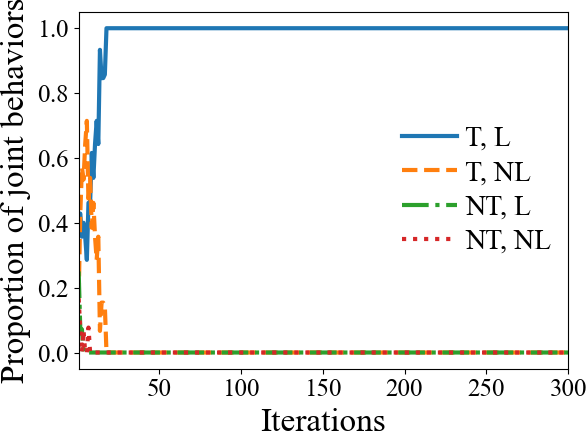 Proportion of joint behaviors
1.0
0.8
0.6
0.4
0.2
0.0
T, L
T, NL
NT, L
NT, NL
50 100 150 200 250 300
Iterations